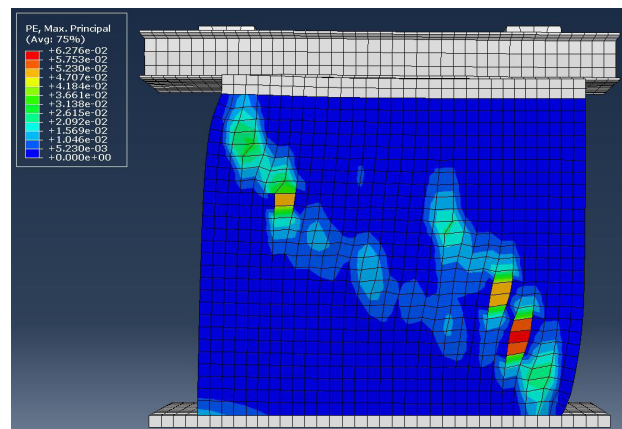 PE, Max. Principal
(Avg: 75%)
+6.276e-02
+5.753e-02
+5.230e-02
+4.707e-02
+4.184e-02
+3.661e-02
+3.138e-02
+2.615e-02
+2.092e-02
+1.569e-02
+1.046e-02
+5.230e-03
+0.000e+00